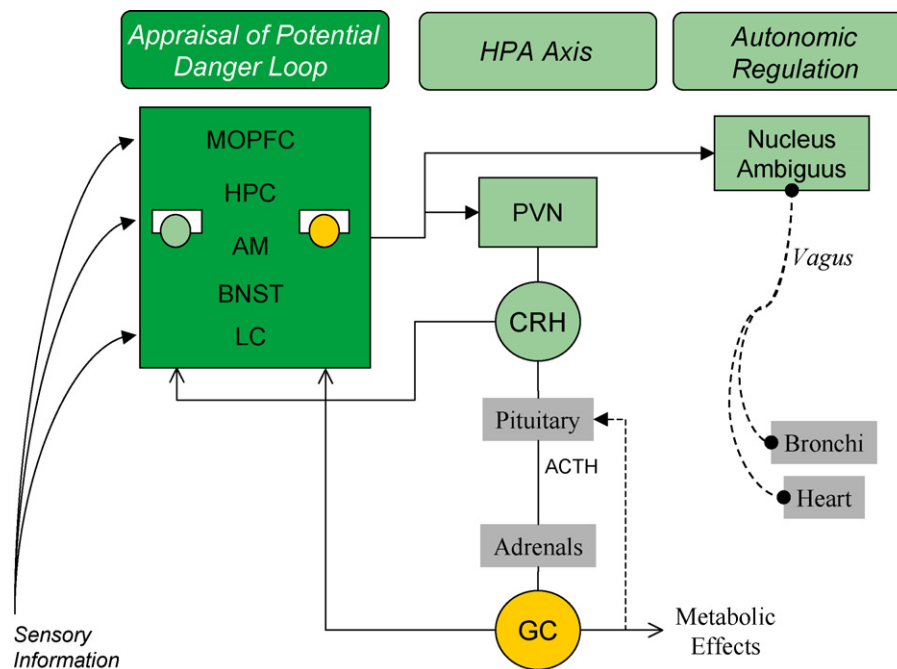 Appraisal of Potential
Danger Loop
HPA Axis
Autonomic
Regulation
MOPFC
HPC
AM
BNST
LC
PVN
CRH
Pituitary
ACTH
Adrenals
GC
Metabolic
Effects
Nucleus
Ambiguus
Vagus
Bronchi
Heart
Sensory
Information